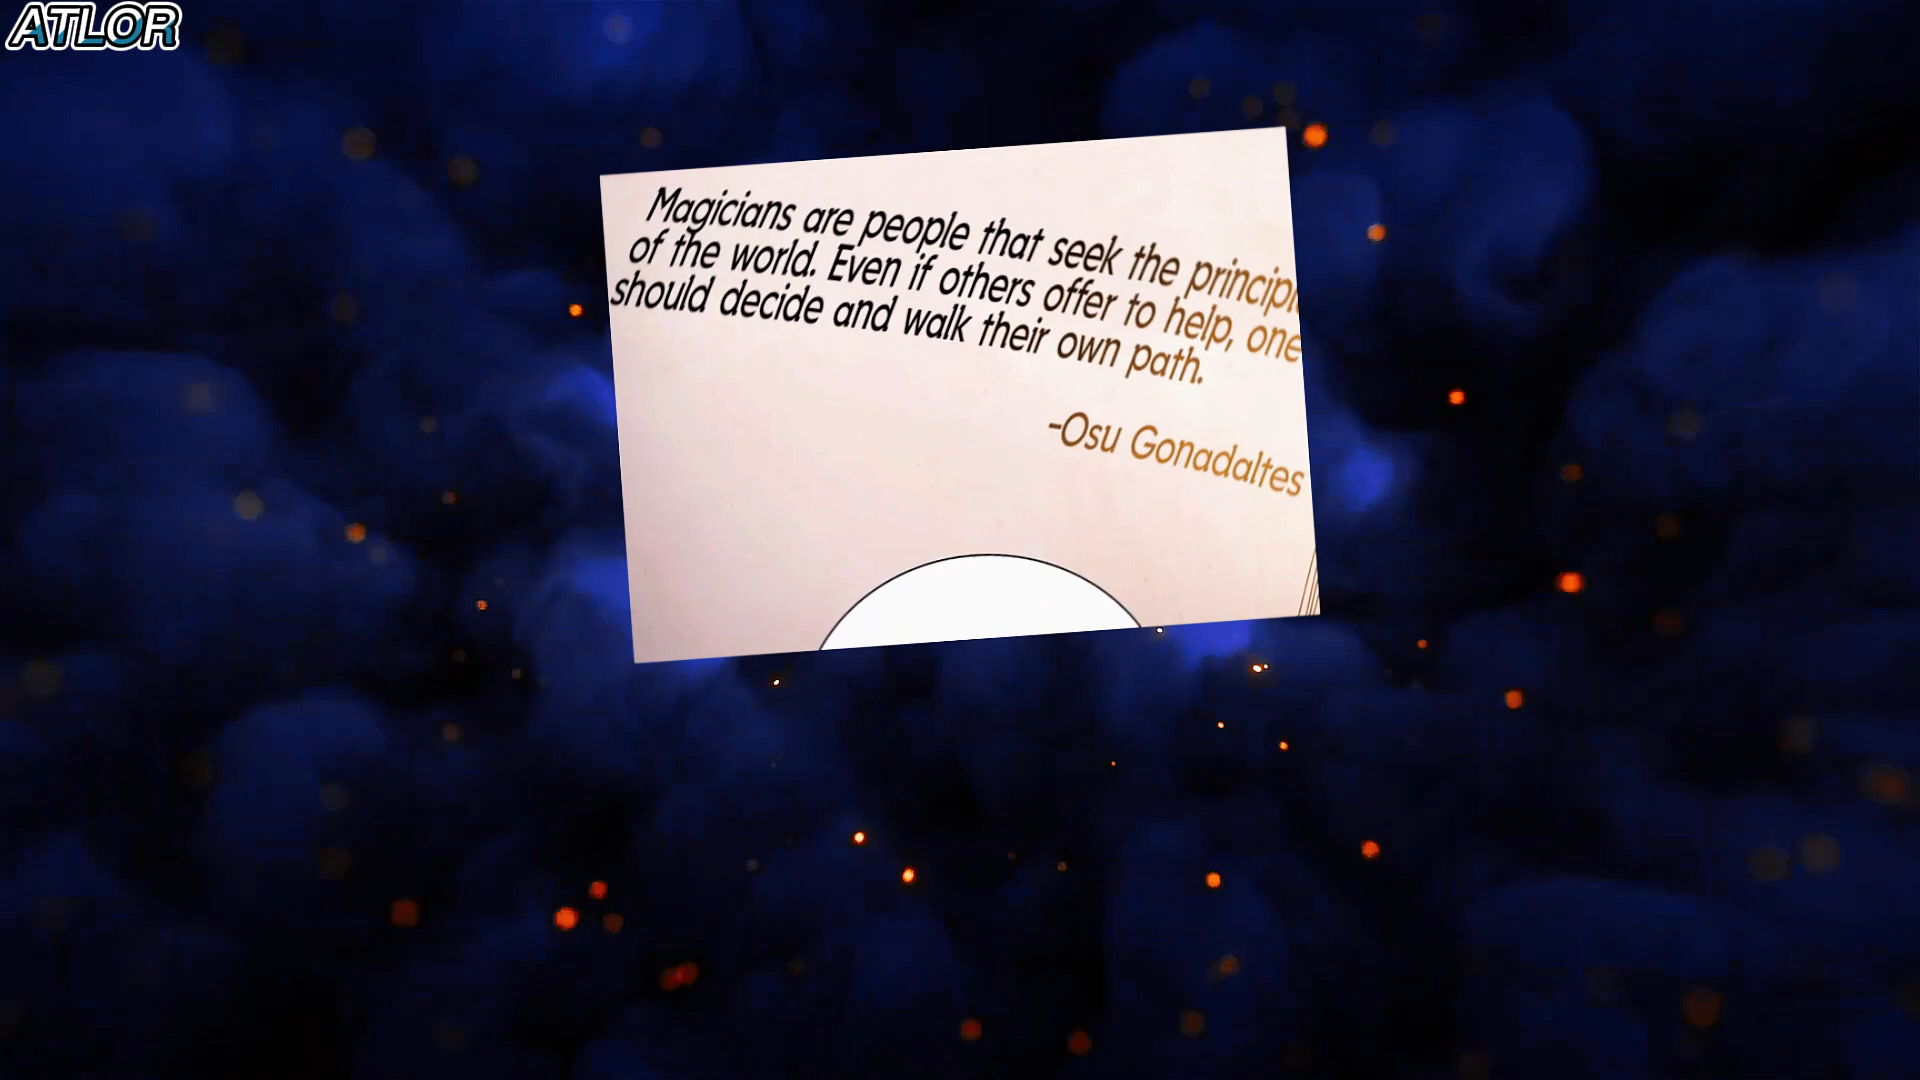 ATLOR
Magicians are people that seek the princip
of the world. Even if others offer to help, one
should decide and walk their own path.
-Osu Gonadaltes